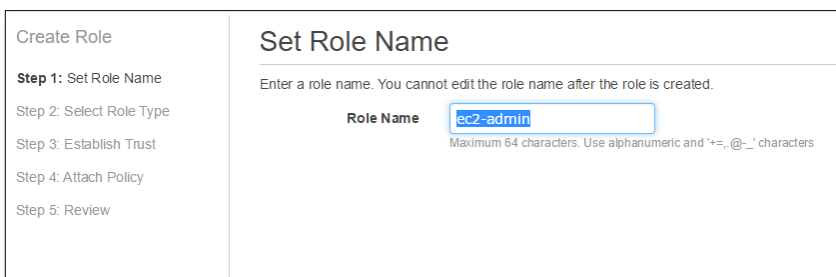 Create Role
Step 1: Set Role Name
Step 2: Select Role Type
Step 3: Establish Trust
Step 4: Attach Policy
Step 5: Review
Set Role Name
Enter a role name. You cannot edit the role name after the role is created.
Role Name ec2-admin
Maximum 64 characters. Use alphanumeric and '+=,.@-_' characters